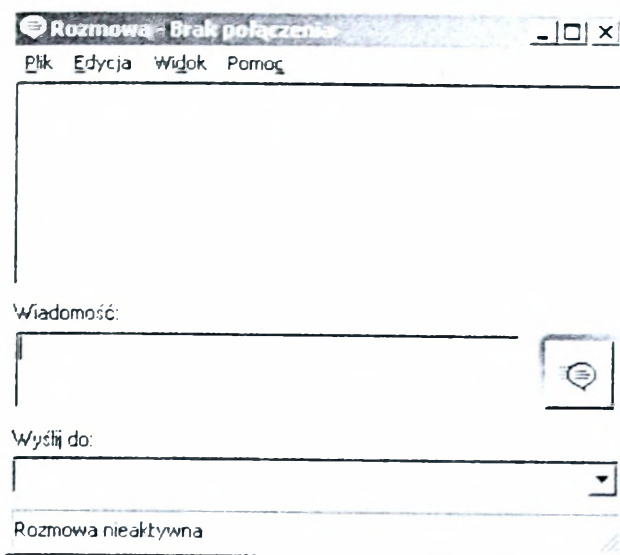 Rozmowa - Brak połączenia
Plik Edycja Widok Pomoc
Wiadomość:
Wyślij do:
Rozmowa nieaktywna